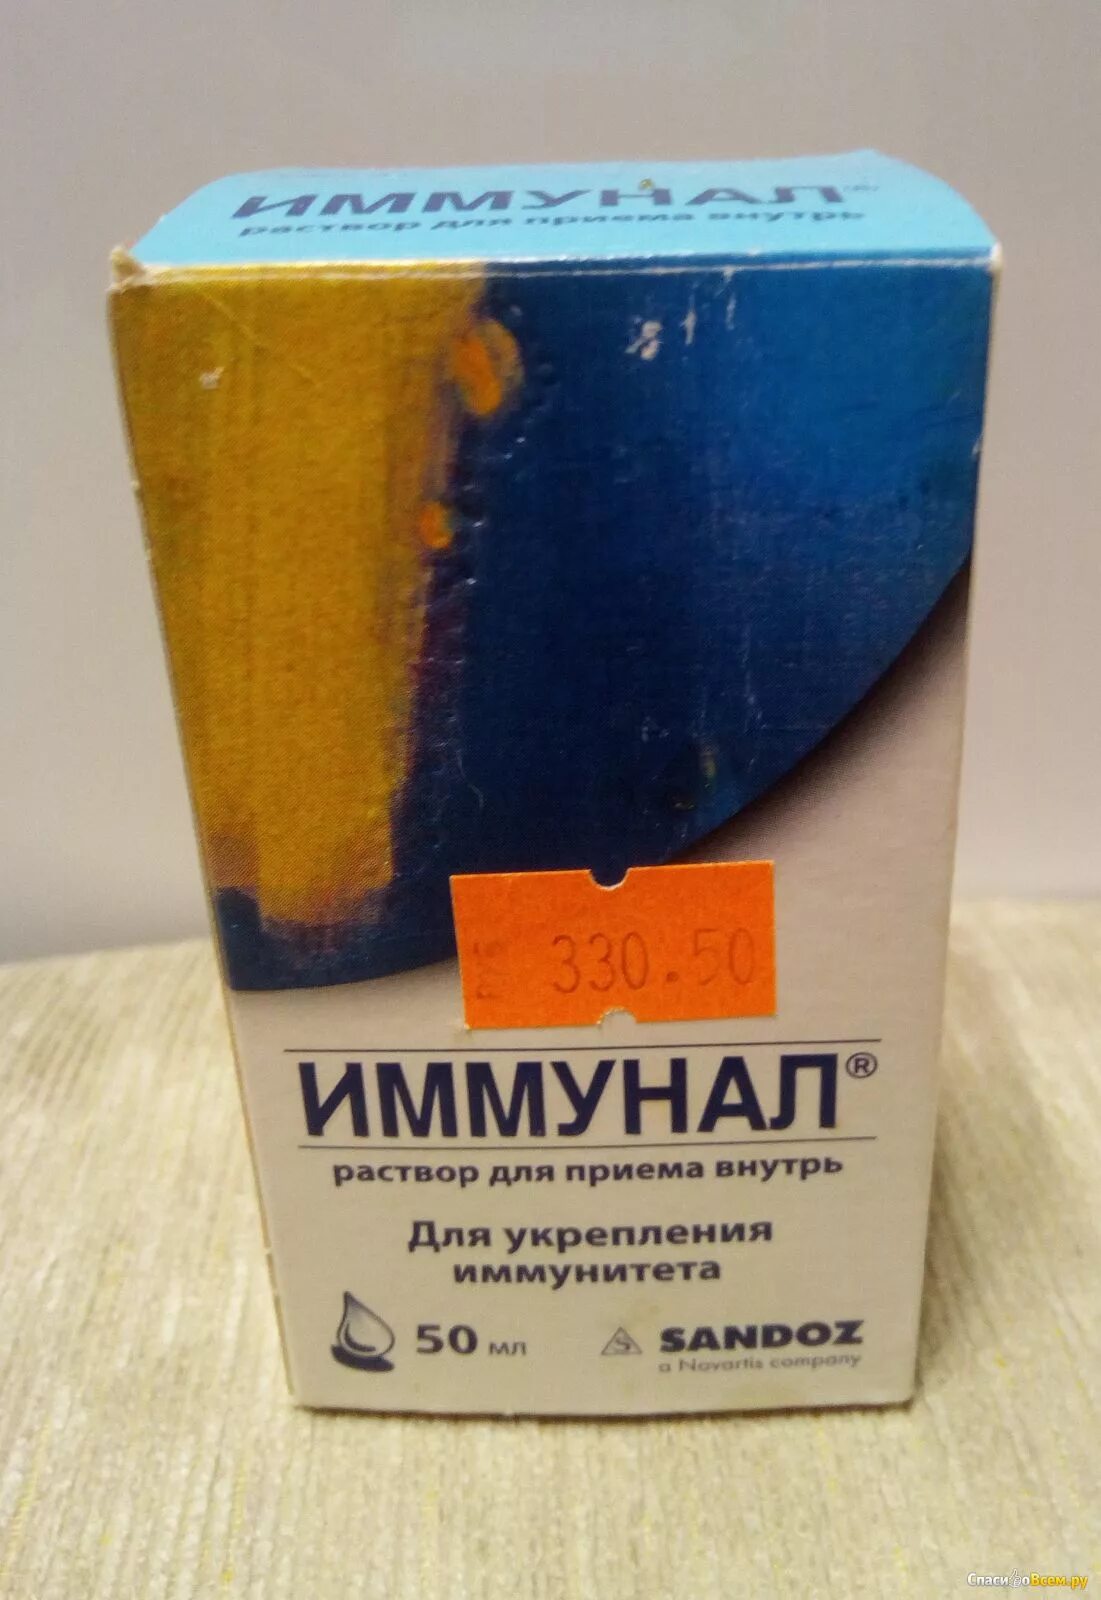 ИММУНАЛ®
раствор для приема внутрь
330.50
ИММУНАЛ®
раствор для приема внутрь
Для укрепления
иммунитета
50 мл
S SANDOZ
a Novartis company
СпасибоВсем.ру